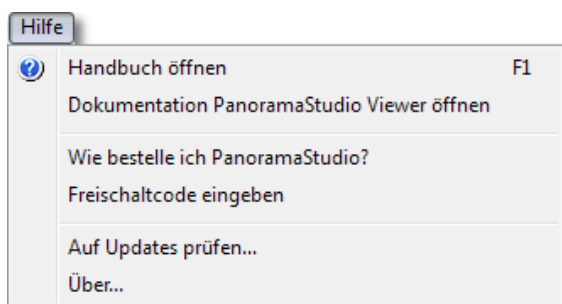 Hilfe
Handbuch öffnen F1
Dokumentation PanoramaStudio Viewer öffnen
Wie bestelle ich PanoramaStudio?
Freischaltcode eingeben
Auf Updates prüfen...
Über...